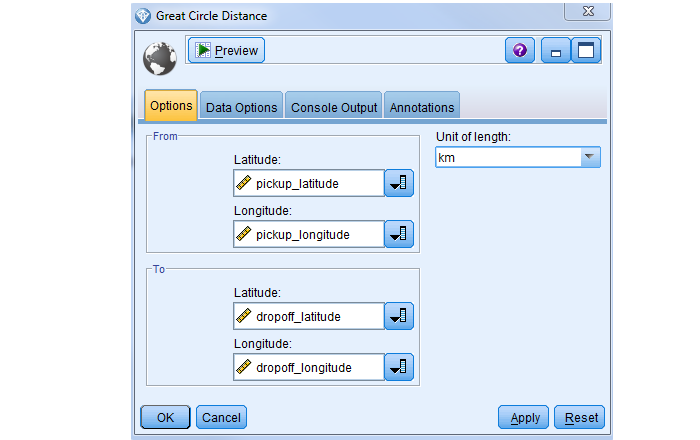 Great Circle Distance
Preview
?
Options Data Options Console Output Annotations
From
Latitude:
pickup_latitude
Longitude:
pickup_longitude
Unit of length:
km
To
Latitude:
dropoff_latitude
Longitude:
dropoff_longitude
OK Cancel Apply Reset